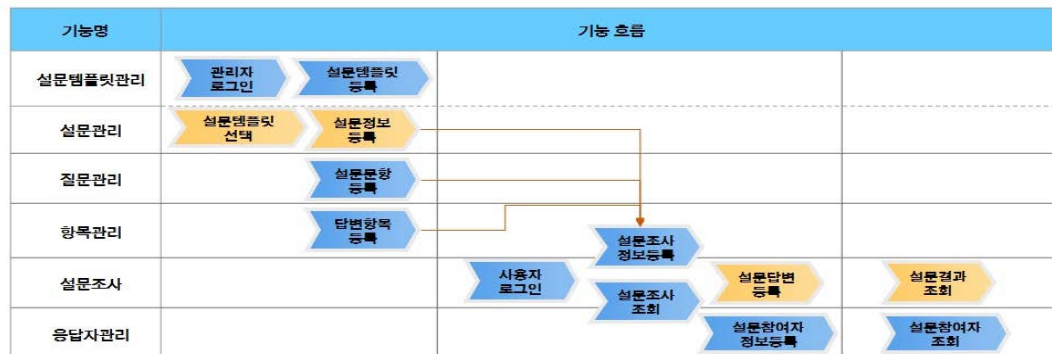 기능명
기능 흐름
설문템플릿관리
관리자
로그인
설문템플릿
등록
설문관리
설문템플릿
선택
설문정보
등록
질문관리
설문문항
등록
항목관리
답변항목
등록
설문조사
정보등록
설문조사
사용자
로그인
설문조사
조회
설문답변
등록
설문결과
조회
응답자관리
설문참여자
정보등록
설문참여자
조회